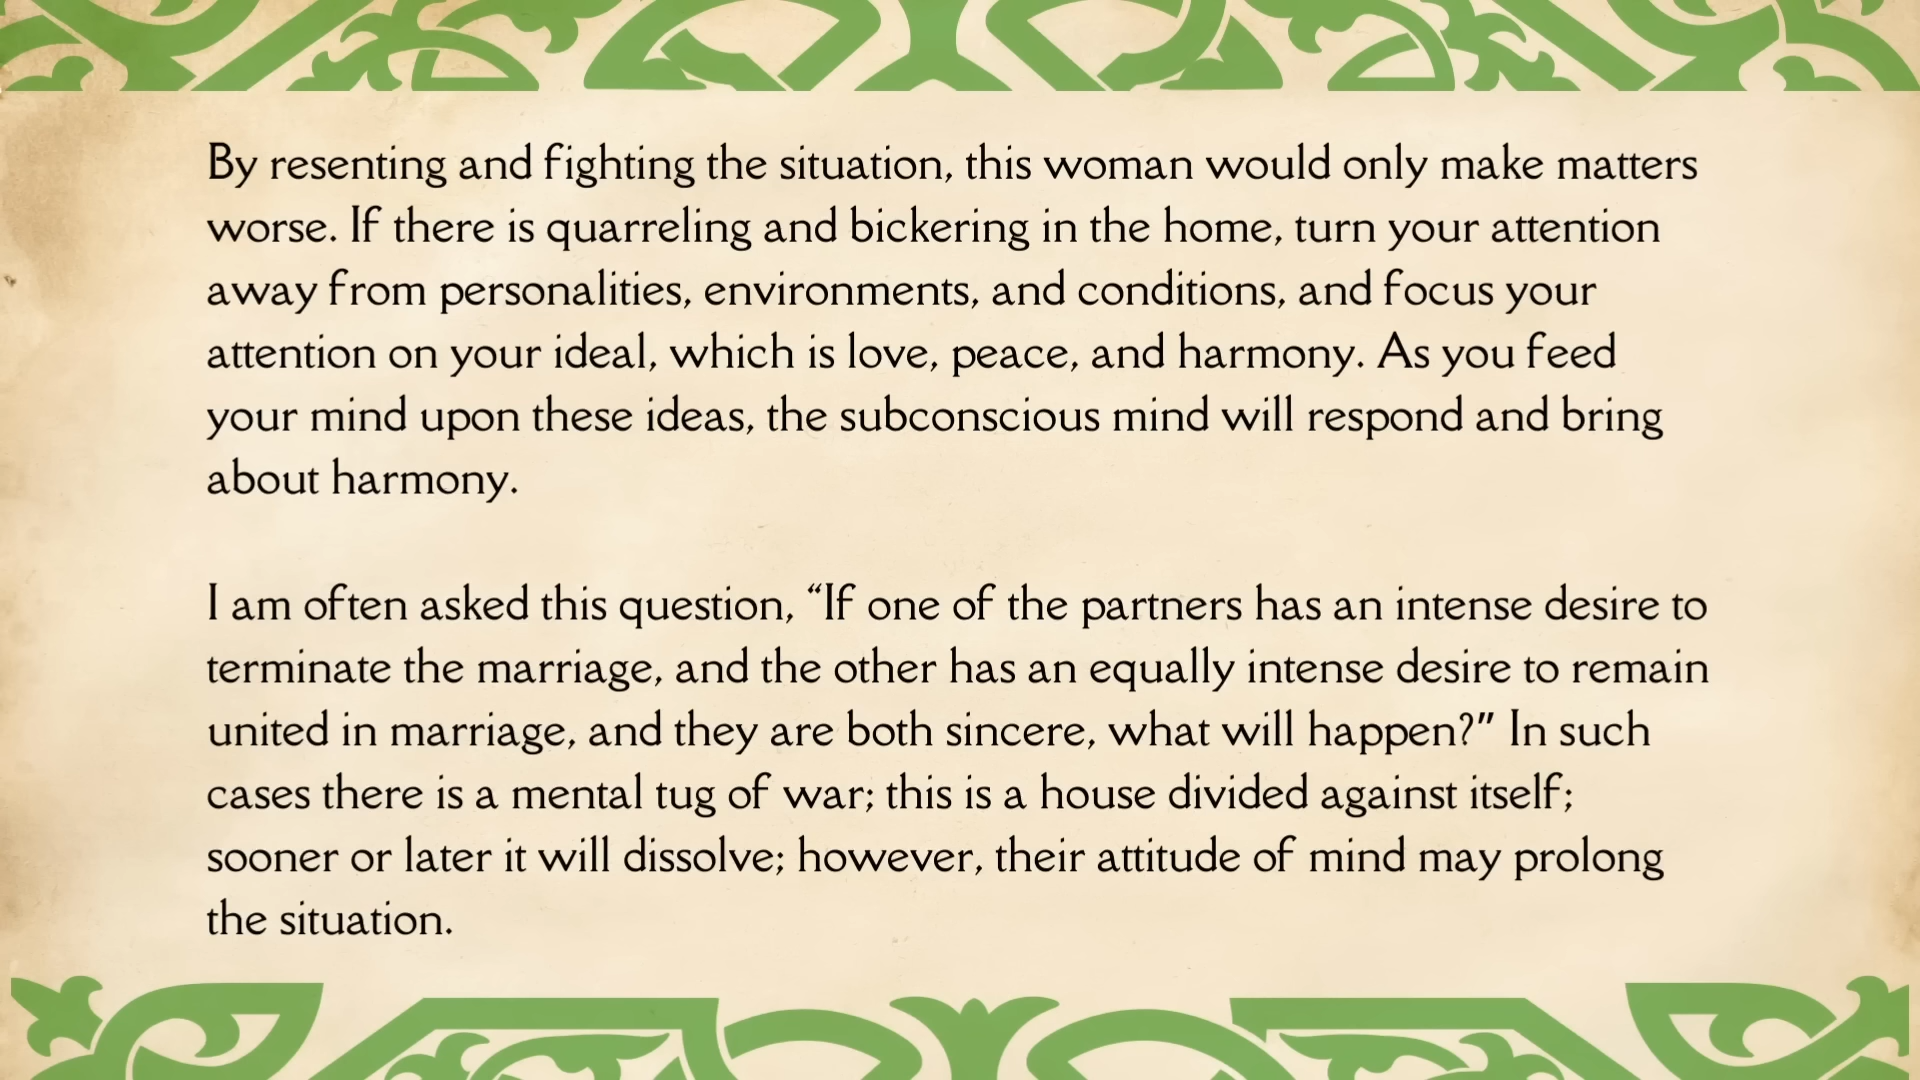 By resenting and fighting the situation, this woman would only make matters
worse. If there is quarreling and bickering in the home, turn your attention
away from personalities, environments, and conditions, and focus your
attention on your ideal, which is love, peace, and harmony. As you feed
your mind upon these ideas, the subconscious mind will respond and bring
about harmony.
I am often asked this question, “If one of the partners has an intense desire to
terminate the marriage, and the other has an equally intense desire to remain
united in marriage, and they are both sincere, what will happen?" In such
cases there is a mental tug of war; this is a house divided against itself;
sooner or later it will dissolve; however, their attitude of mind may prolong
the situation.